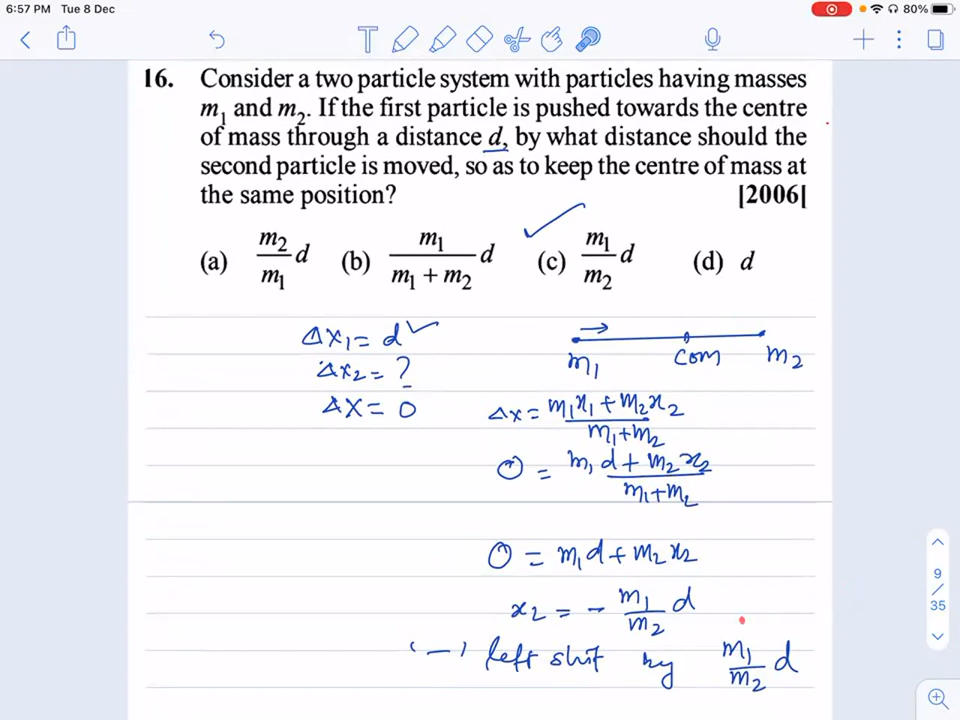 6:57 PM Tue 8 Dec
80%
16. Consider a two particle system with particles having masses
m₁ and m₂. If the first particle is pushed towards the centre
of mass through a distance d, by what distance should the
second particle is moved, so as to keep the centre of mass at
the same position? [2006]
(a) m₂/m₁ d (b) m₁/(m₁ + m₂) d (c) m₁/m₂ d (d) d
Δx₁ = d
Δx₂ = ?
Δx = 0
m₁ com m₂
Δx = (m₁x₁ + m₂x₂)/(m₁+m₂)
0 = (m₁d + m₂x₂)/(m₁+m₂)
0 = m₁d + m₂x₂
x₂ = - m₁/m₂ d
(-) left shit by m₁/m₂ d
9
/
35